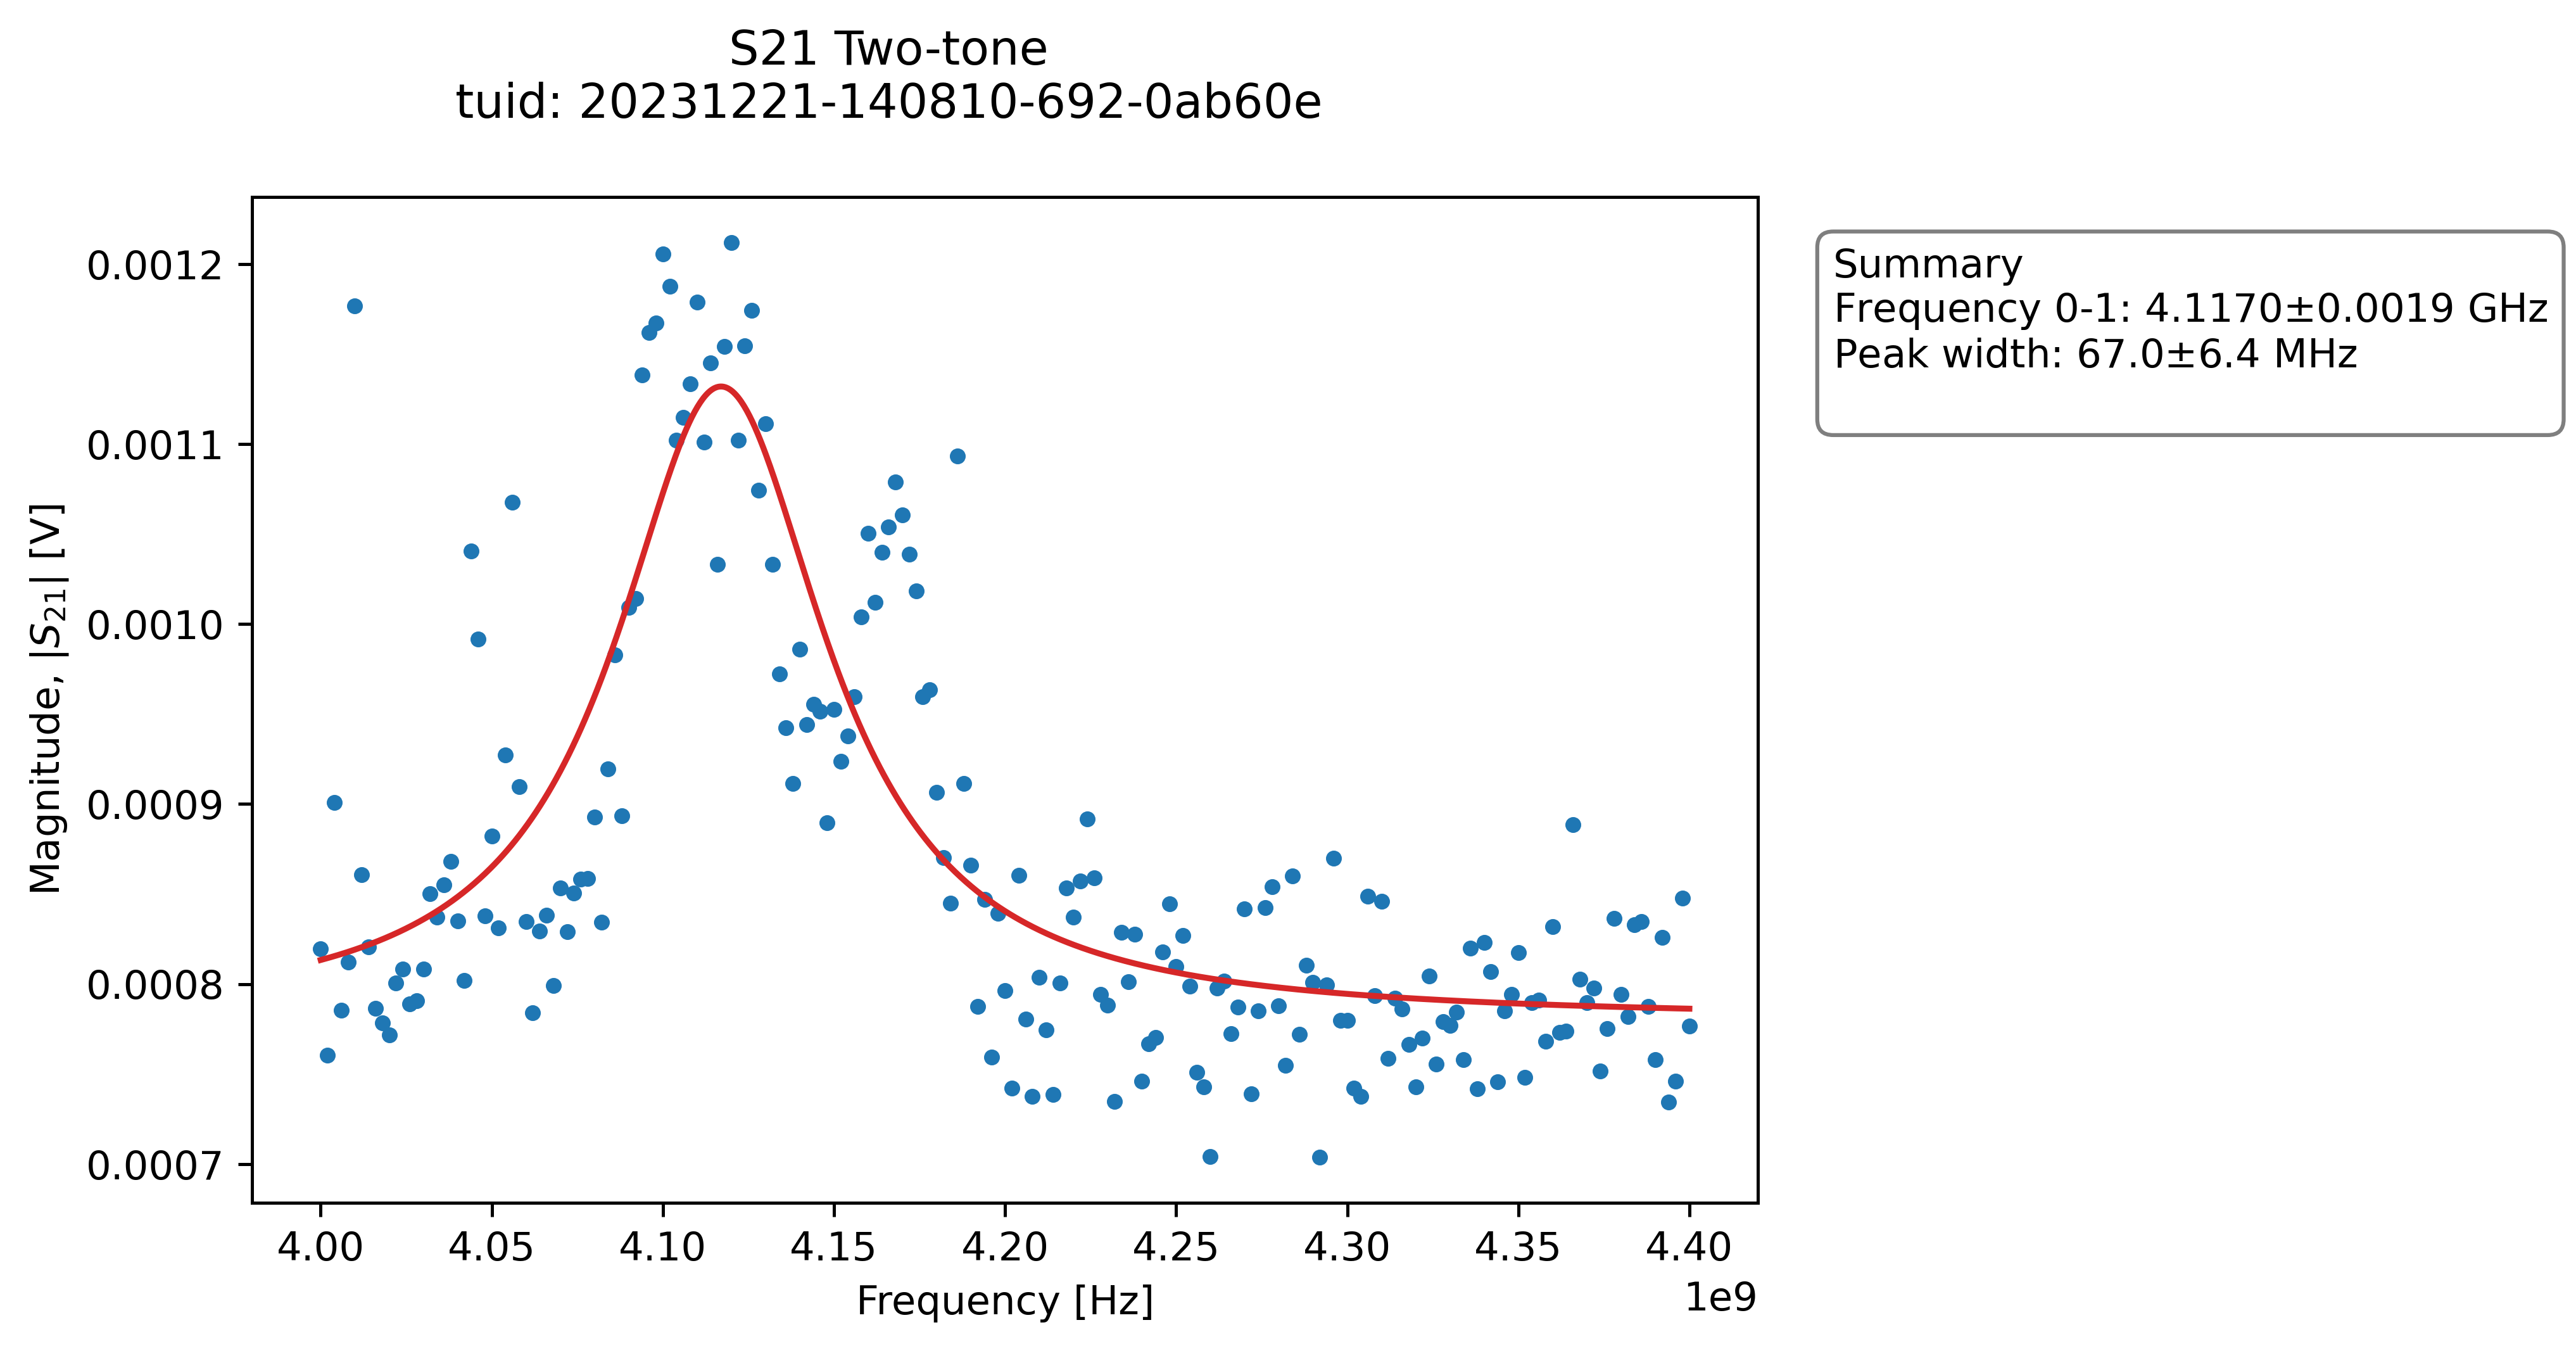 S21 Two-tone
tuid: 20231221-140810-692-0ab60e
Magnitude, |S21| [V]
0.0012
0.0011
0.0010
0.0009
0.0008
0.0007
4.00 4.05 4.10 4.15 4.20 4.25 4.30 4.35 4.40
1e9
Frequency [Hz]
Summary
Frequency 0-1: 4.1170±0.0019 GHz
Peak width: 67.0±6.4 MHz